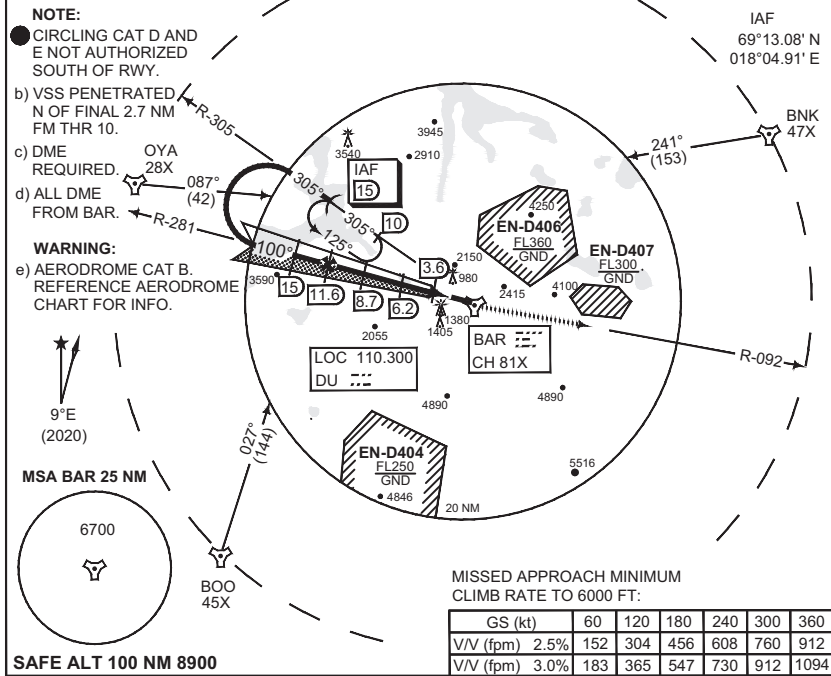 NOTE:
CIRCLING CAT D AND
E NOT AUTHORIZED
SOUTH OF RWY.
b) VSS PENETRATED
N OF FINAL 2.7 NM
FM THR 10.
c) DME
REQUIRED.
d) ALL DME
FROM BAR.
WARNING:
e) AERODROME CAT B.
REFERENCE AERODROME
CHART FOR INFO.
IAF
69°13.08' N
018°04.91' E
BNK
47X
241°
(153)
R-305
OYA
28X
087°
(42)
R-281
3945
3540
2910
IAF
15
305°
305°
10
125°
100°
3.6
2150
980
4250
EN-D406
FL360
GND
EN-D407
FL300
GND
2415
4100
3590
15
11.6
8.7
6.2
1380
1405
2055
BAR
CH 81X
LOC 110.300
DU
R-092
9°E
(2020)
4890
4890
027°
(144)
EN-D404
FL250
GND
4846
5516
20 NM
MSA BAR 25 NM
6700
BOO
45X
SAFE ALT 100 NM 8900
MISSED APPROACH MINIMUM
CLIMB RATE TO 6000 FT:
GS (kt) 60 120 180 240 300 360
V/V (fpm) 2.5% 152 304 456 608 760 912
V/V (fpm) 3.0% 183 365 547 730 912 1094